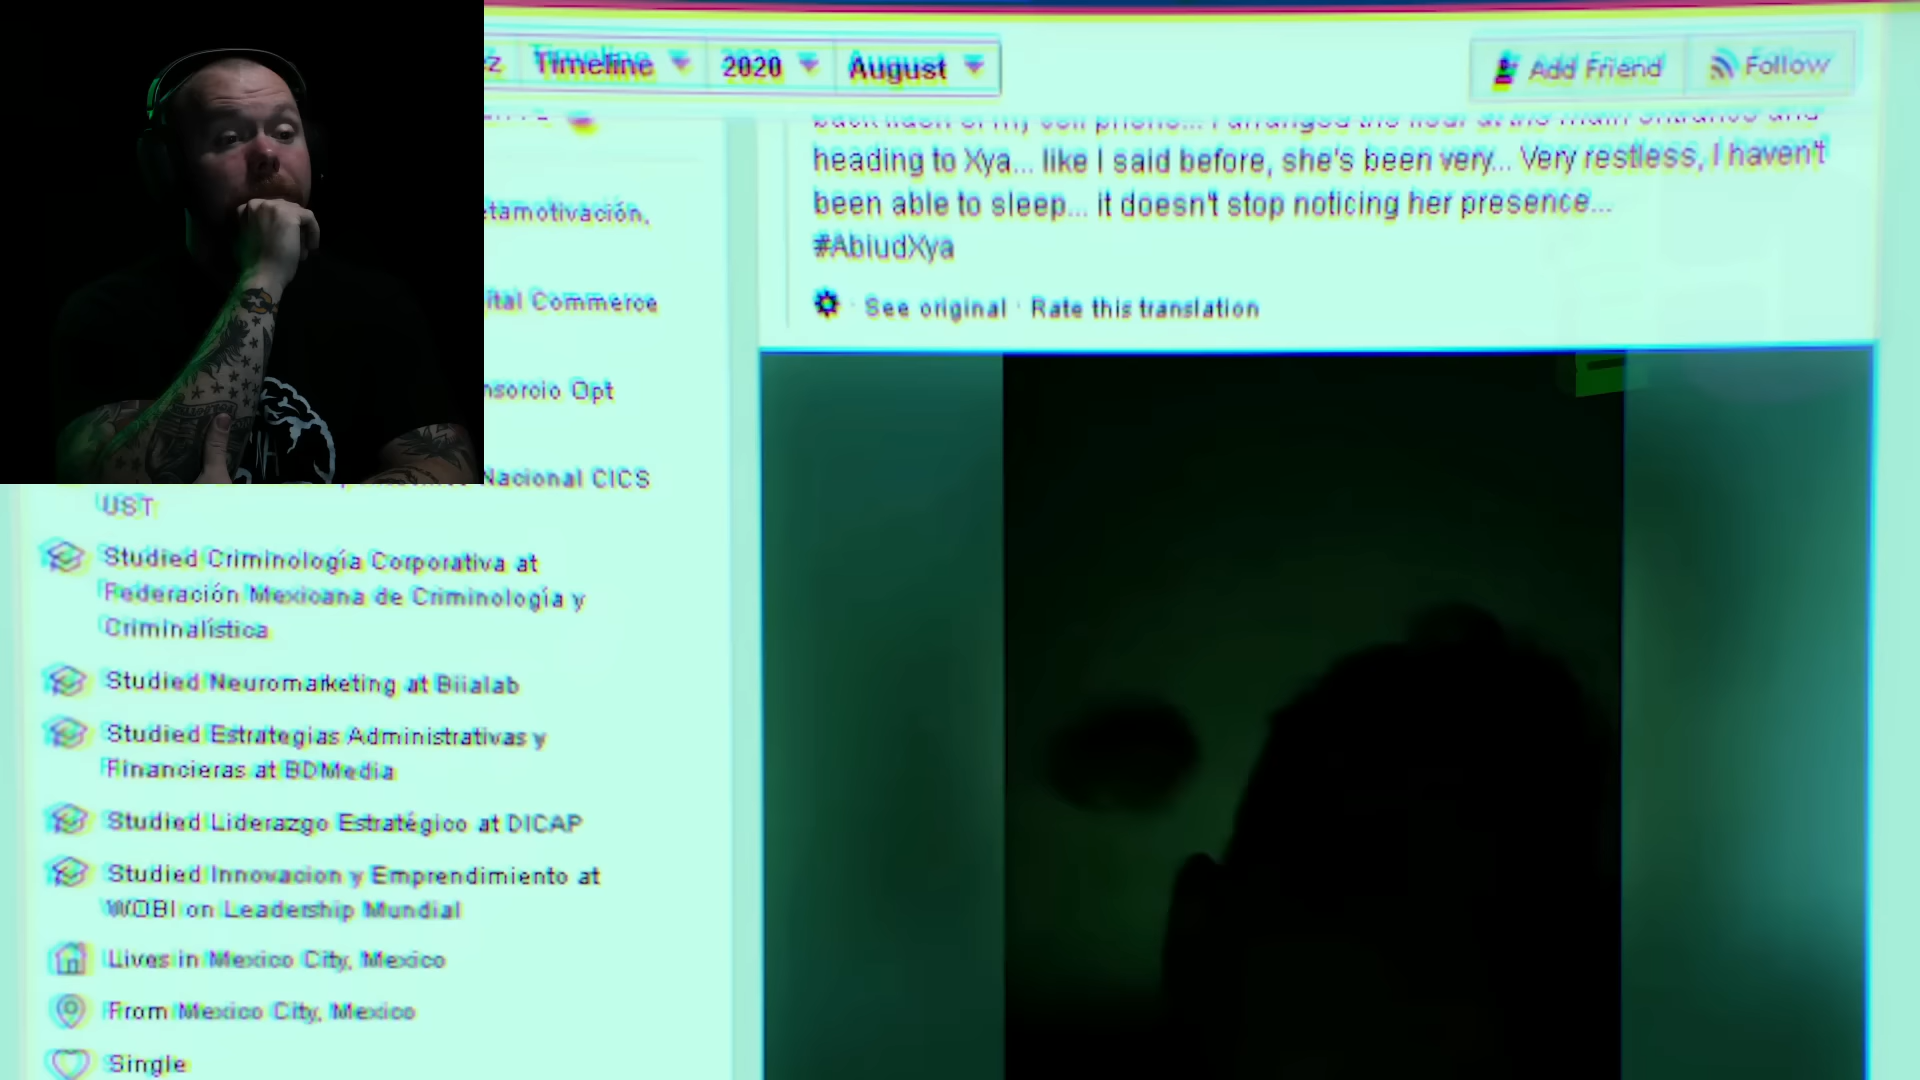 Timeline
2020
August
Add Friend
Follow
heading to Xya... like I said before, she's been very... Very restless, I haven't
been able to sleep... it doesn't stop noticing her presence...
#AbiudXya
See original · Rate this translation
Commerce
Opt
Nacional CICS
UST
Studied Criminología Corporativa at
Federación Mexicana de Criminología y
Criminalística
Studied Neuromarketing at Biialab
Studied Estrategias Administrativas y
Financieras at BDMedia
Studied Liderazgo Estratégico at DICAP
Studied Innovacion y Emprendimiento at
WOBI on Leadership Mundial
Lives in Mexico City, Mexico
From Mexico City, Mexico
Single